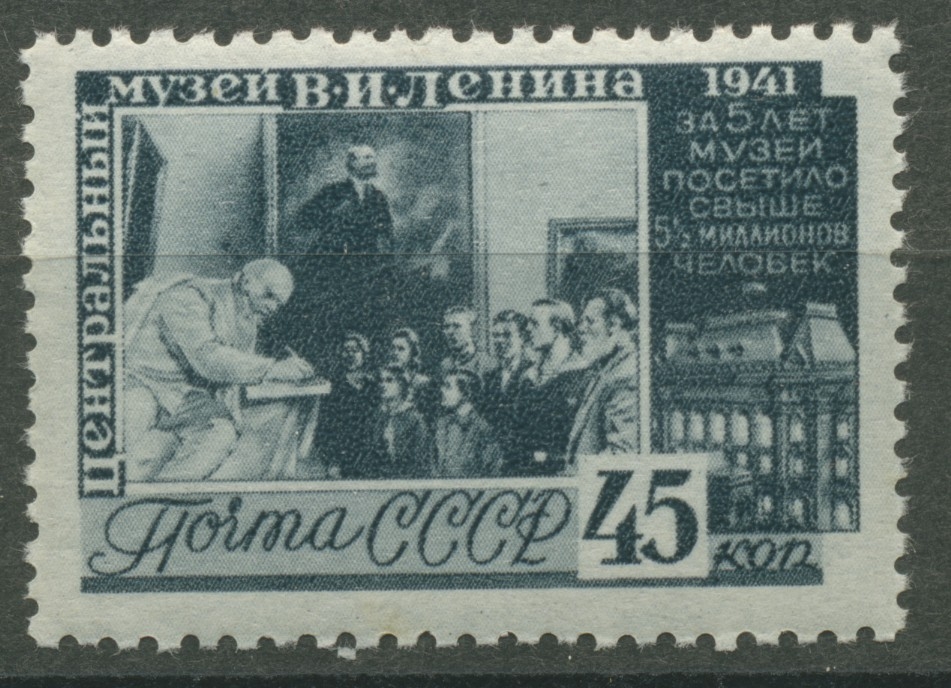 Центральный
музей В·И·Ленина
1941
ЗА 5 ЛЕТ
МУЗЕЙ
ПОСЕТИЛО
СВЫШЕ
5½ МИЛЛИОНОВ
ЧЕЛОВЕК
Почта СССР
45
коп